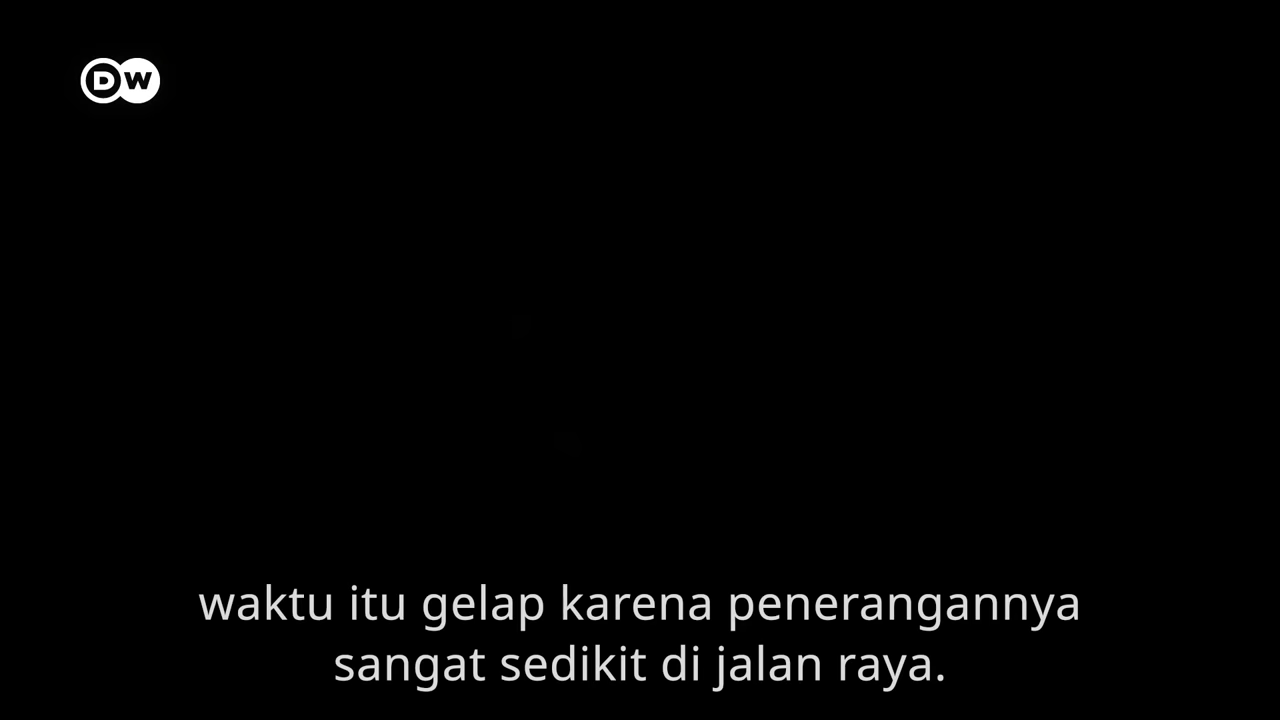 DW
waktu itu gelap karena penerangannya
sangat sedikit di jalan raya.